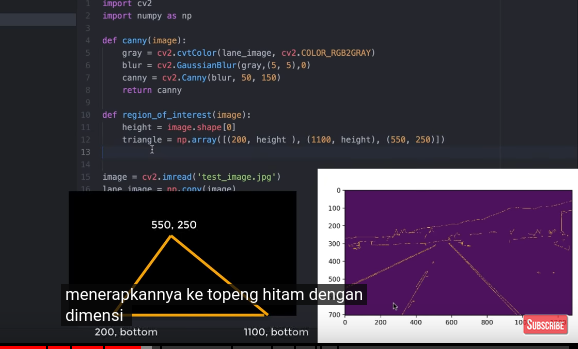 1 import cv2
2 import numpy as np
3
4 def canny(image):
5 gray = cv2.cvtColor(lane_image, cv2.COLOR_RGB2GRAY)
6 blur = cv2.GaussianBlur(gray,(5, 5),0)
7 canny = cv2.Canny(blur, 50, 150)
8 return canny
9
10 def region_of_interest(image):
11 height = image.shape[0]
12 triangle = np.array([(200, height ), (1100, height), (550, 250)])
13
14
15 image = cv2.imread('test_image.jpg')
16 lane_image = np.copy(image)
550, 250
menerapkannya ke topeng hitam dengan
dimensi
200, bottom
1100, bottom
0
100
200
300
400
500
600
700
0 200 400 600 800
SUBSCRIBE